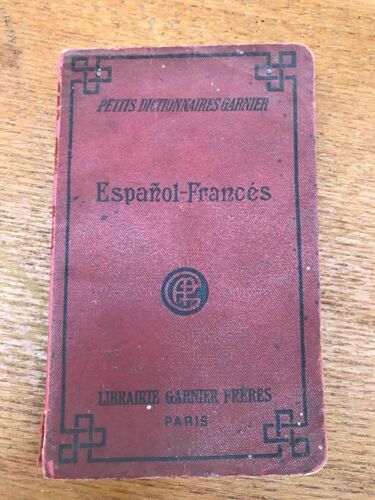 PETITS DICTIONNAIRES GARNIER
Español-Francés
LIBRAIRIE GARNIER FRÈRES
PARIS